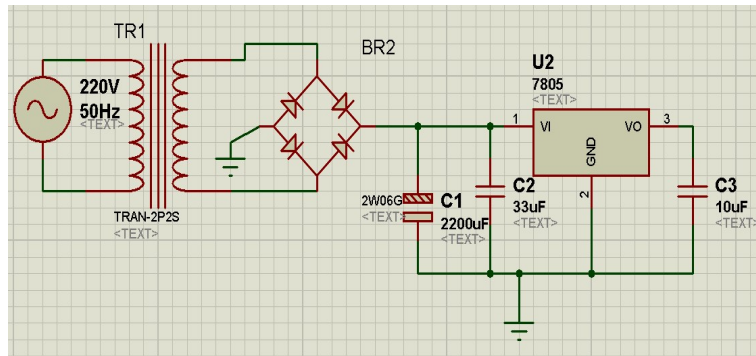 TR1
BR2
U2
7805
<TEXT>
220V
50Hz
<TEXT>
1
VI
VO
3
GND
2
2W06G
<TEXT>
C1
2200uF
<TEXT>
C2
33uF
<TEXT>
C3
10uF
<TEXT>
TRAN-2P2S
<TEXT>